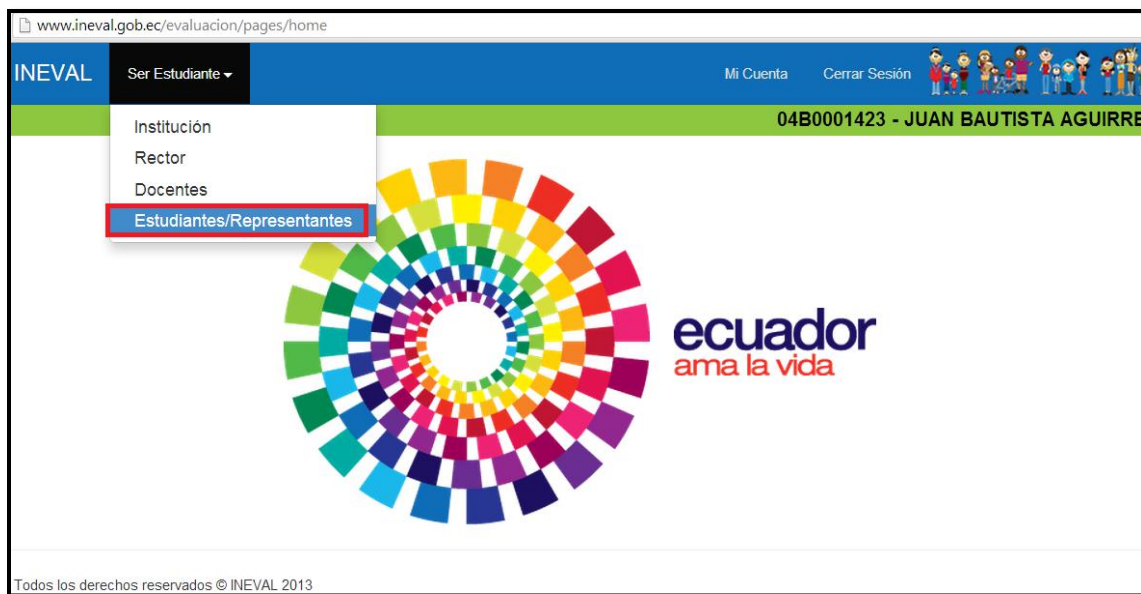 www.ineval.gob.ec/evaluacion/pages/home
INEVAL Ser Estudiante Mi Cuenta Cerrar Sesión
04B0001423 - JUAN BAUTISTA AGUIRRE
Institución
Rector
Docentes
Estudiantes/Representantes
ecuador
ama la vida
Todos los derechos reservados © INEVAL 2013